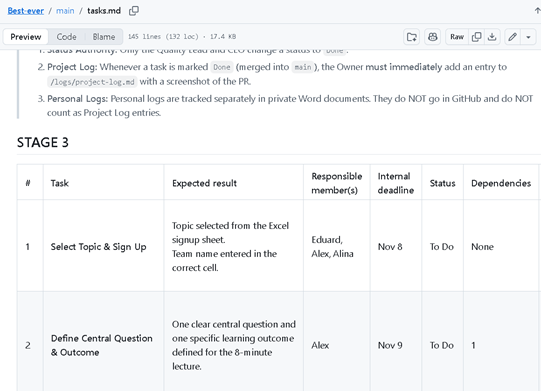 Best-ever / main / tasks.md
Preview Code Blame 145 lines (132 loc) · 17.4 KB Raw
1. Status Authority: Only the Quality Lead and CEO change a status to Done.
2. Project Log: Whenever a task is marked Done (merged into main), the Owner must immediately add an entry to
/logs/project-log.md with a screenshot of the PR.
3. Personal Logs: Personal logs are tracked separately in private Word documents. They do NOT go in GitHub and do NOT
count as Project Log entries.
STAGE 3
# Task Expected result Responsible member(s) Internal deadline Status Dependencies
1 Select Topic & Sign Up
Topic selected from the Excel
signup sheet.
Team name entered in the
correct cell.
Eduard,
Alex, Alina
Nov 8
To Do
None
2
Define Central Question
& Outcome
One clear central question and
one specific learning outcome
defined for the 8-minute
lecture.
Alex
Nov 9
To Do
1